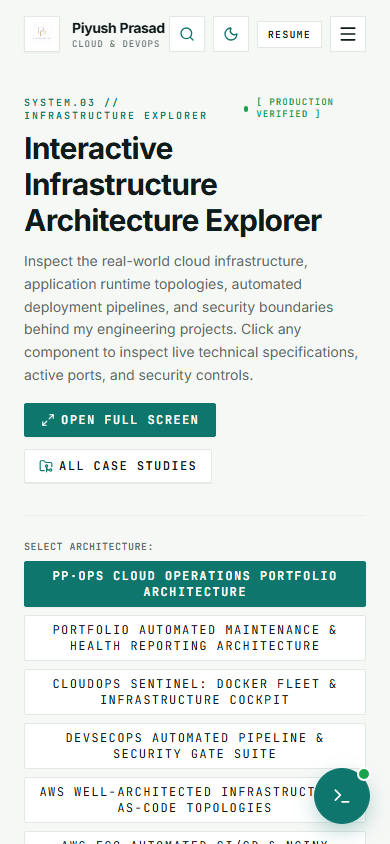 Piyush Prasad
CLOUD & DEVOPS
RESUME
SYSTEM.03 //
INFRASTRUCTURE EXPLORER
[ PRODUCTION
VERIFIED ]
Interactive
Infrastructure
Architecture Explorer
Inspect the real-world cloud infrastructure,
application runtime topologies, automated
deployment pipelines, and security boundaries
behind my engineering projects. Click any
component to inspect live technical specifications,
active ports, and security controls.
OPEN FULL SCREEN
ALL CASE STUDIES
SELECT ARCHITECTURE:
PP-OPS CLOUD OPERATIONS PORTFOLIO
ARCHITECTURE
PORTFOLIO AUTOMATED MAINTENANCE &
HEALTH REPORTING ARCHITECTURE
CLOUDOPS SENTINEL: DOCKER FLEET &
INFRASTRUCTURE COCKPIT
DEVSECOPS AUTOMATED PIPELINE &
SECURITY GATE SUITE
AWS WELL-ARCHITECTED
AS-CODE TOPOLOGIES